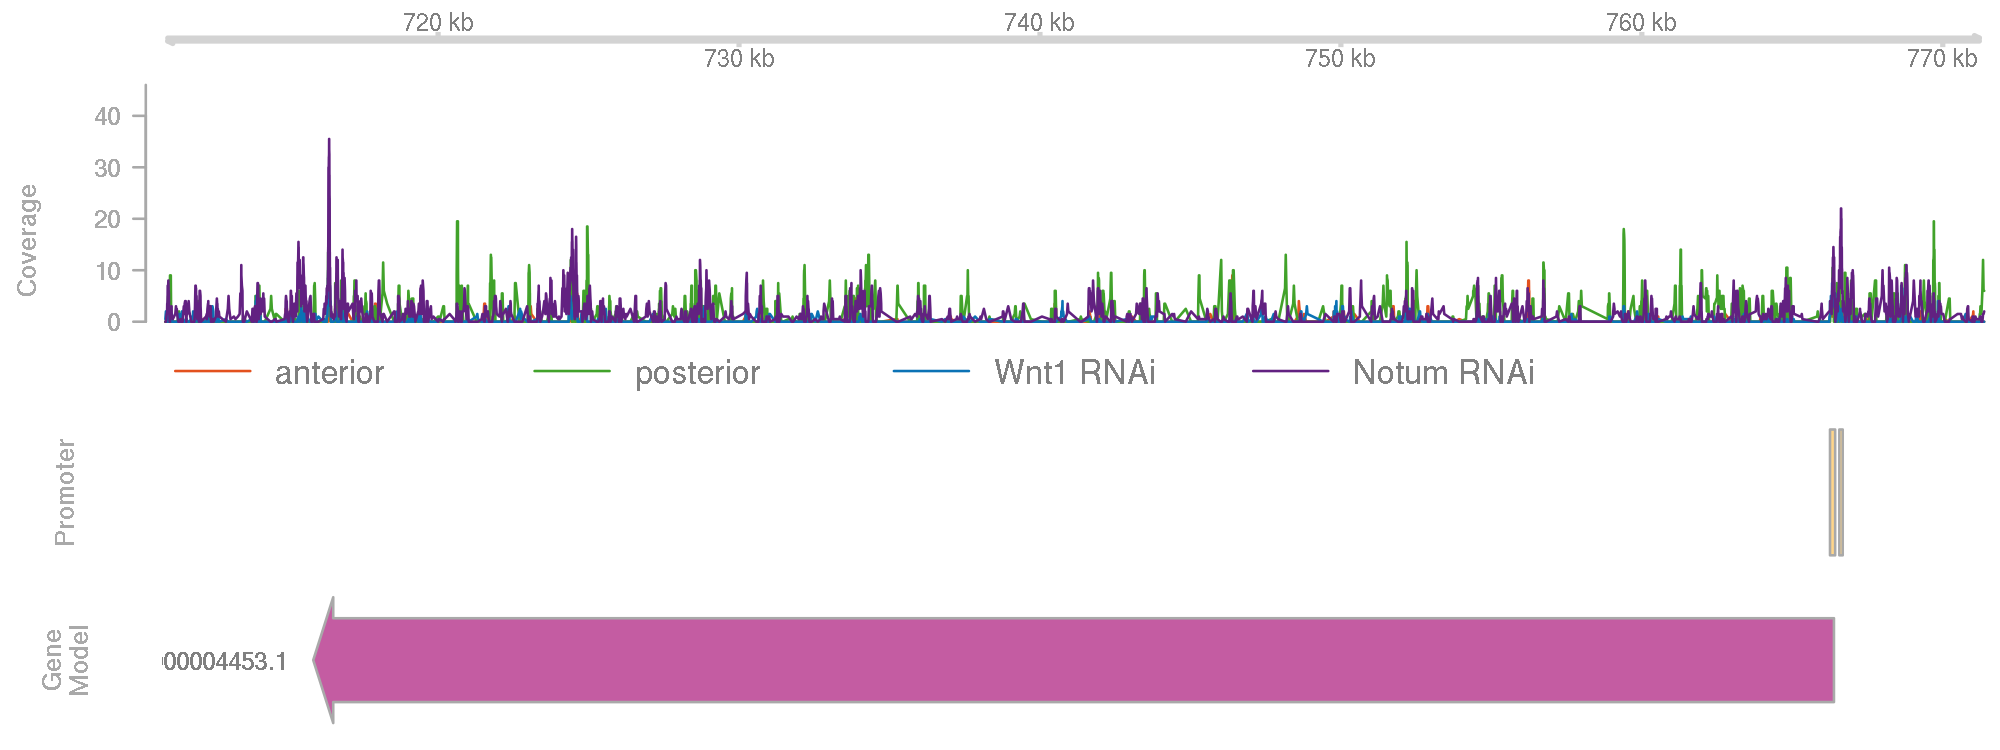 720 kb
740 kb
760 kb
730 kb
750 kb
770 kb
Coverage
40
30
20
10
0
anterior
posterior
Wnt1 RNAi
Notum RNAi
Promoter
Gene
Model
00004453.1